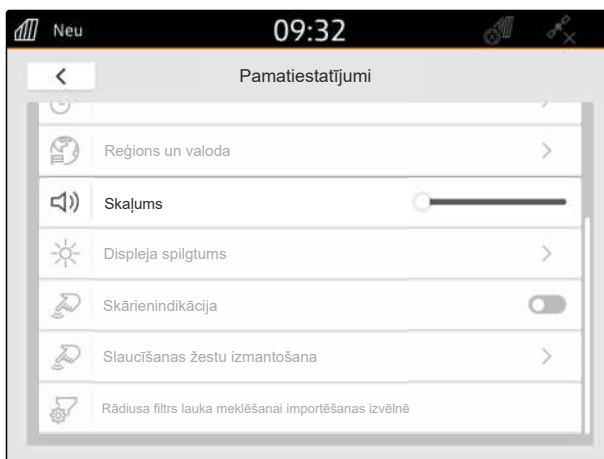 Neu
09:32
Pamatiestatījumi
Reģions un valoda
Skaļums
Displeja spilgtums
Skārienindikācija
Slaucīšanas žestu izmantošana
Rādiusa filtrs lauka meklēšanai importēšanas izvēlnē